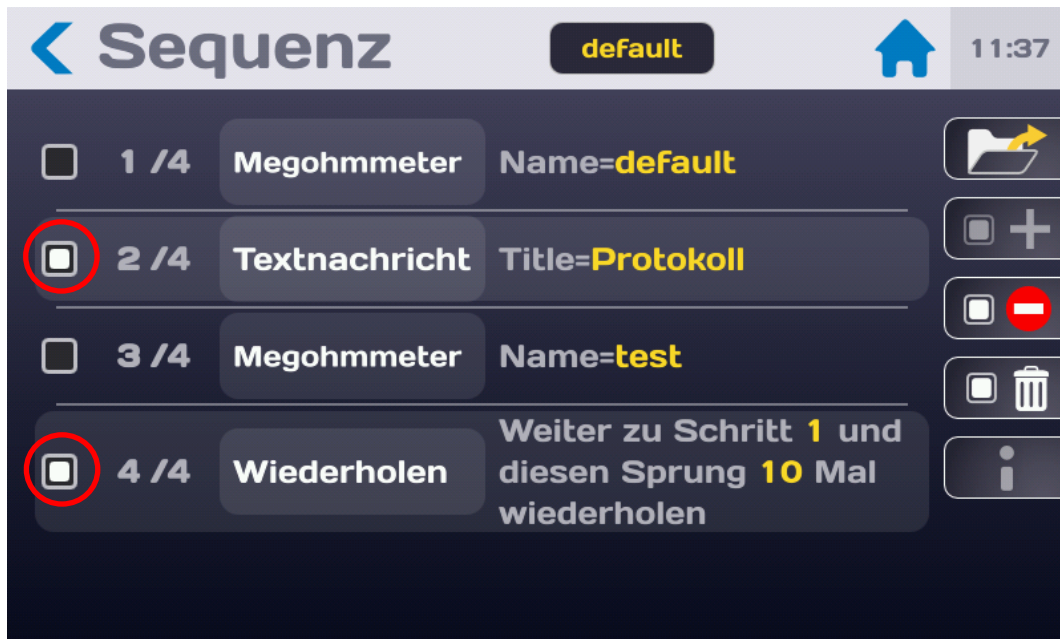 Sequenz
default
11:37
1 /4 Megohmmeter Name=default
2 /4 Textnachricht Title=Protokoll
3 /4 Megohmmeter Name=test
4 /4 Wiederholen Weiter zu Schritt 1 und
diesen Sprung 10 Mal
wiederholen